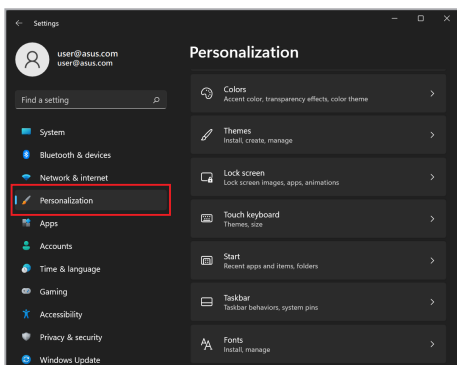 Settings
user@asus.com
user@asus.com
Find a setting
System
Bluetooth & devices
Network & internet
Personalization
Apps
Accounts
Time & language
Gaming
Accessibility
Privacy & security
Windows Update
Personalization
Colors
Accent color, transparency effects, color theme
Themes
Install, create, manage
Lock screen
Lock screen images, apps, animations
Touch keyboard
Themes, size
Start
Recent apps and items, folders
Taskbar
Taskbar behaviors, system pins
Fonts
Install, manage